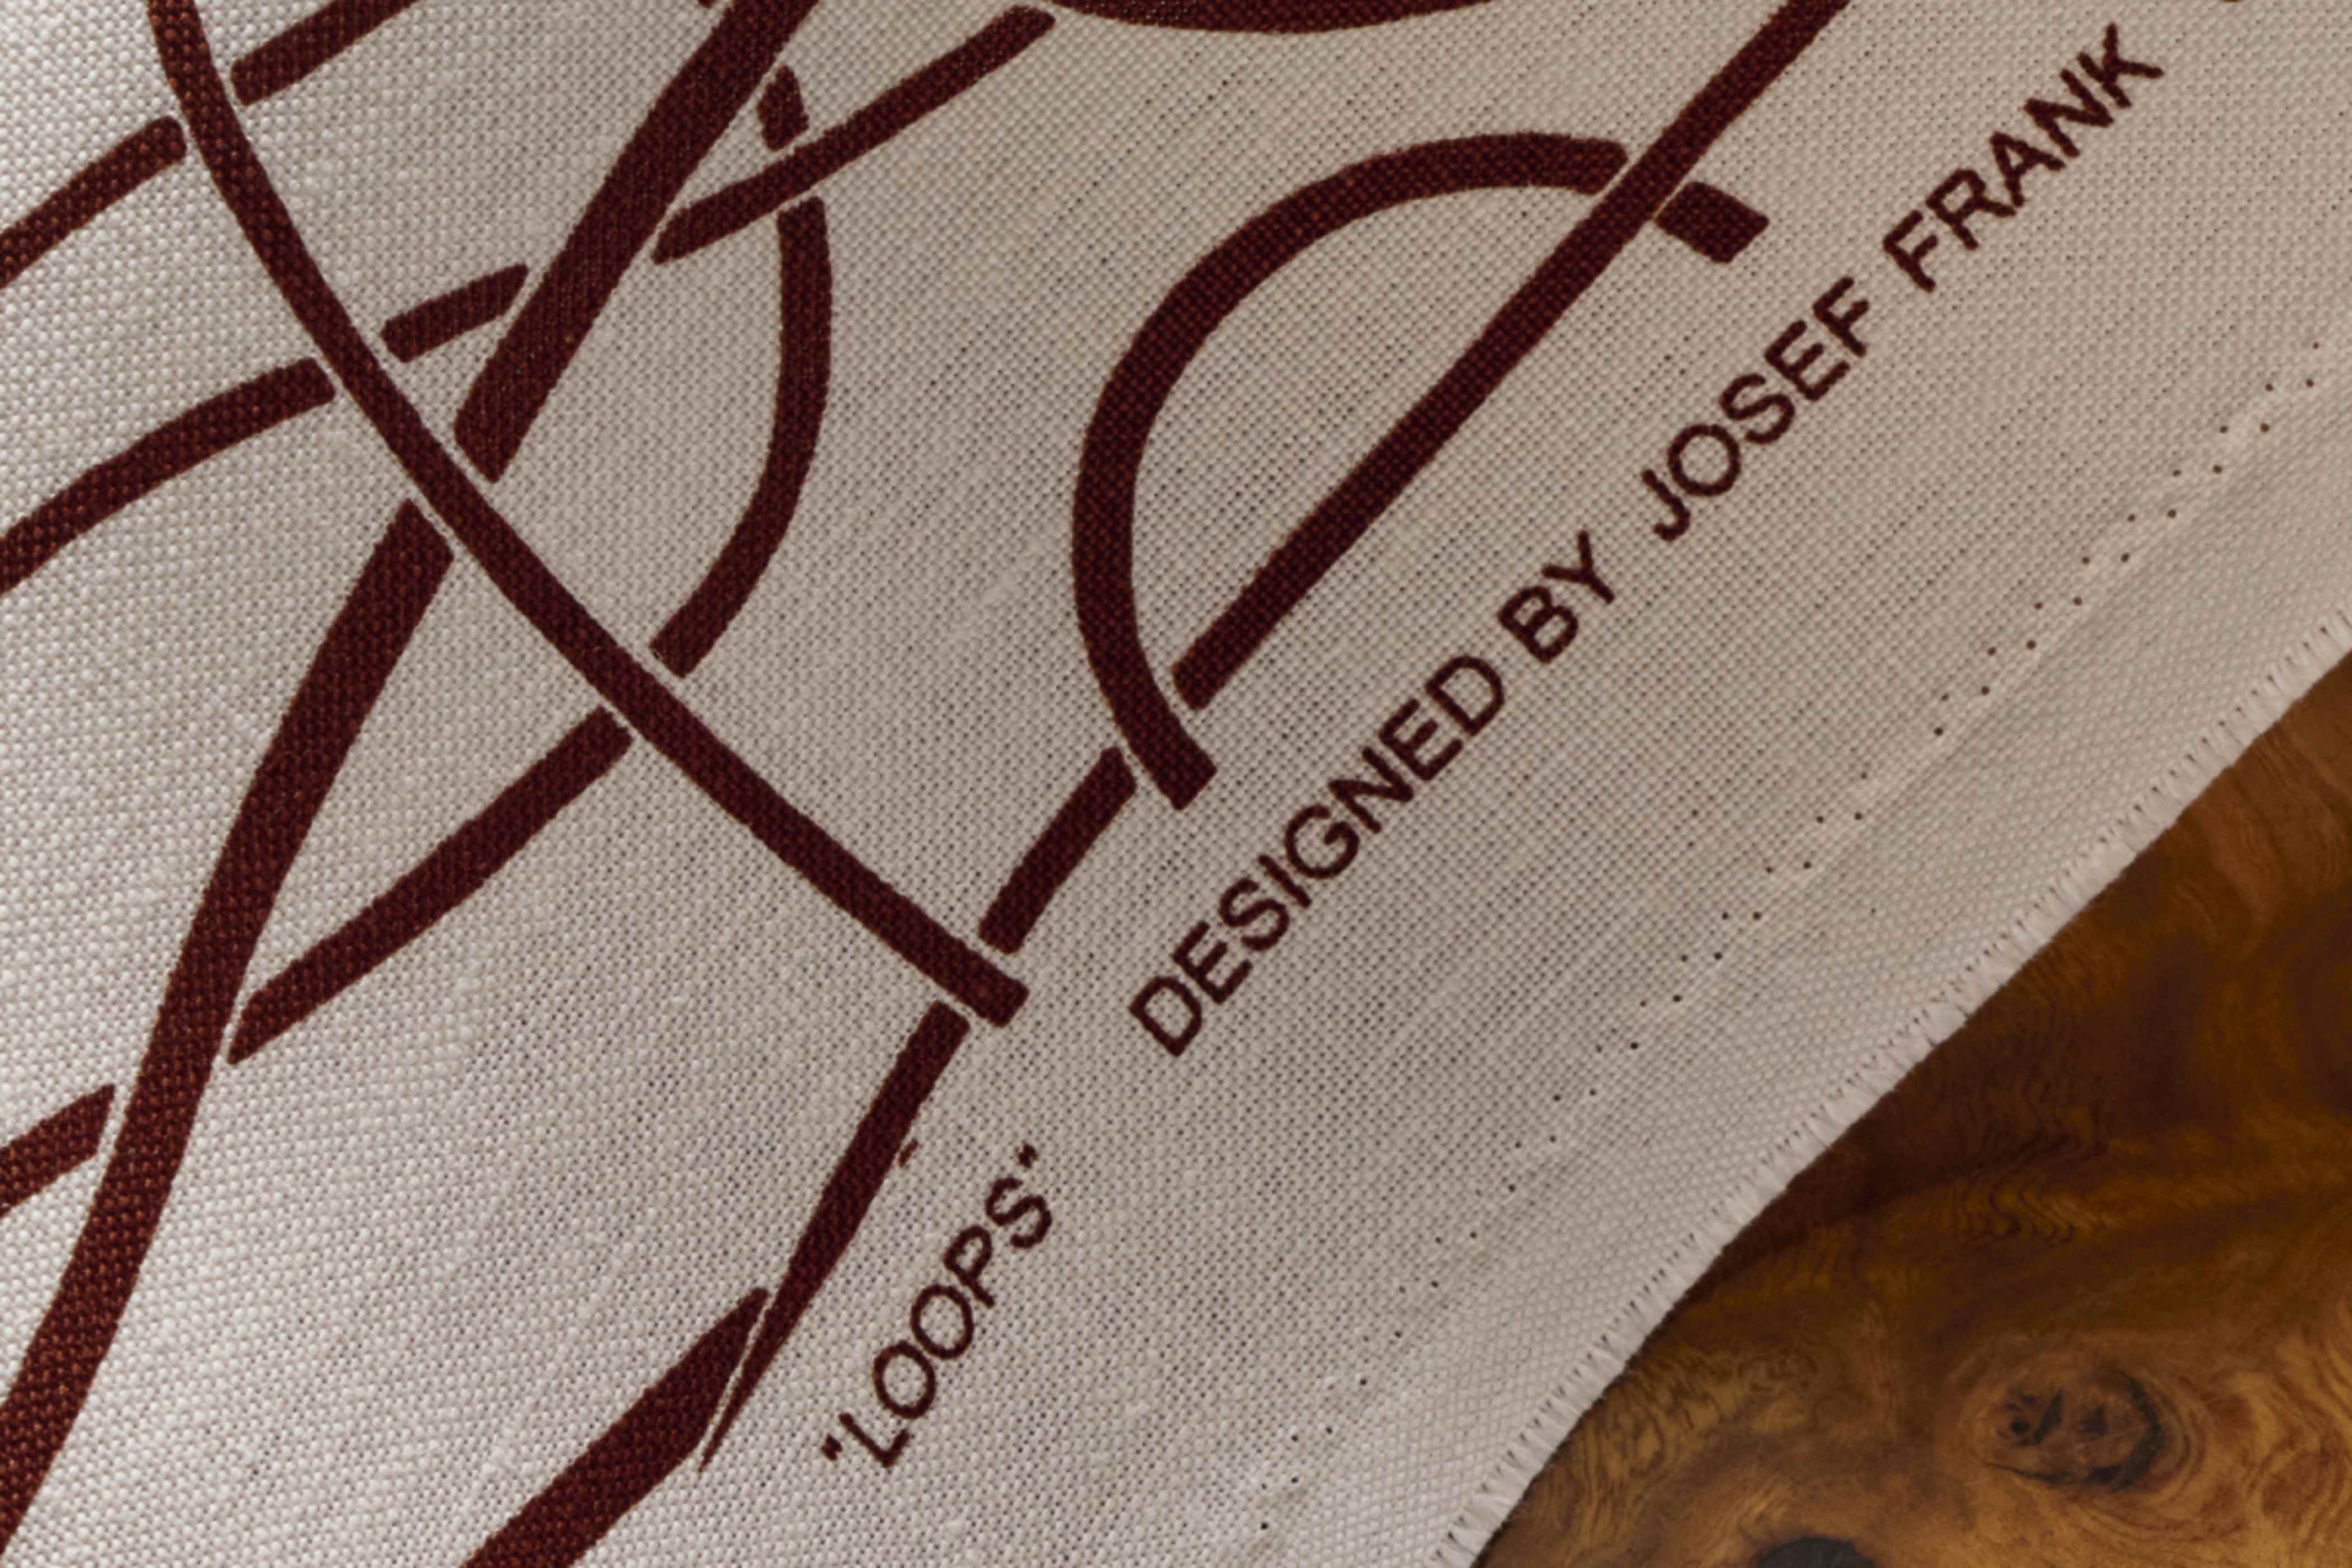 "LOOPS" DESIGNED BY JOSEF FRANK